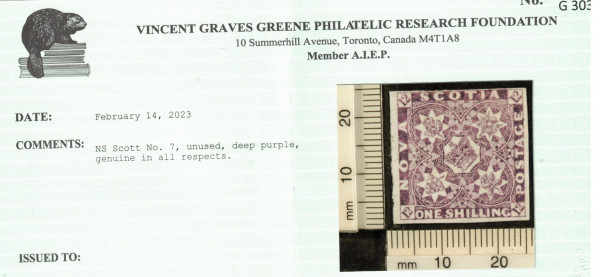 No. G 303
VINCENT GRAVES GREENE PHILATELIC RESEARCH FOUNDATION
10 Summerhill Avenue, Toronto, Canada M4T1A8
Member A.I.E.P.
DATE: February 14, 2023
COMMENTS: NS Scott No. 7, unused, deep purple,
genuine in all respects.
ISSUED TO:
20
10
mm
SCOTIA
NOVA
POSTAGE
ONE SHILLING
mm 10 20